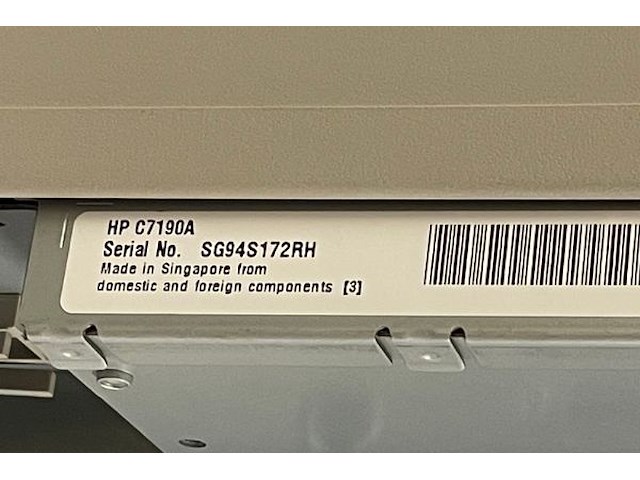 HP C7190A
Serial No. SG94S172RH
Made in Singapore from
domestic and foreign components [3]